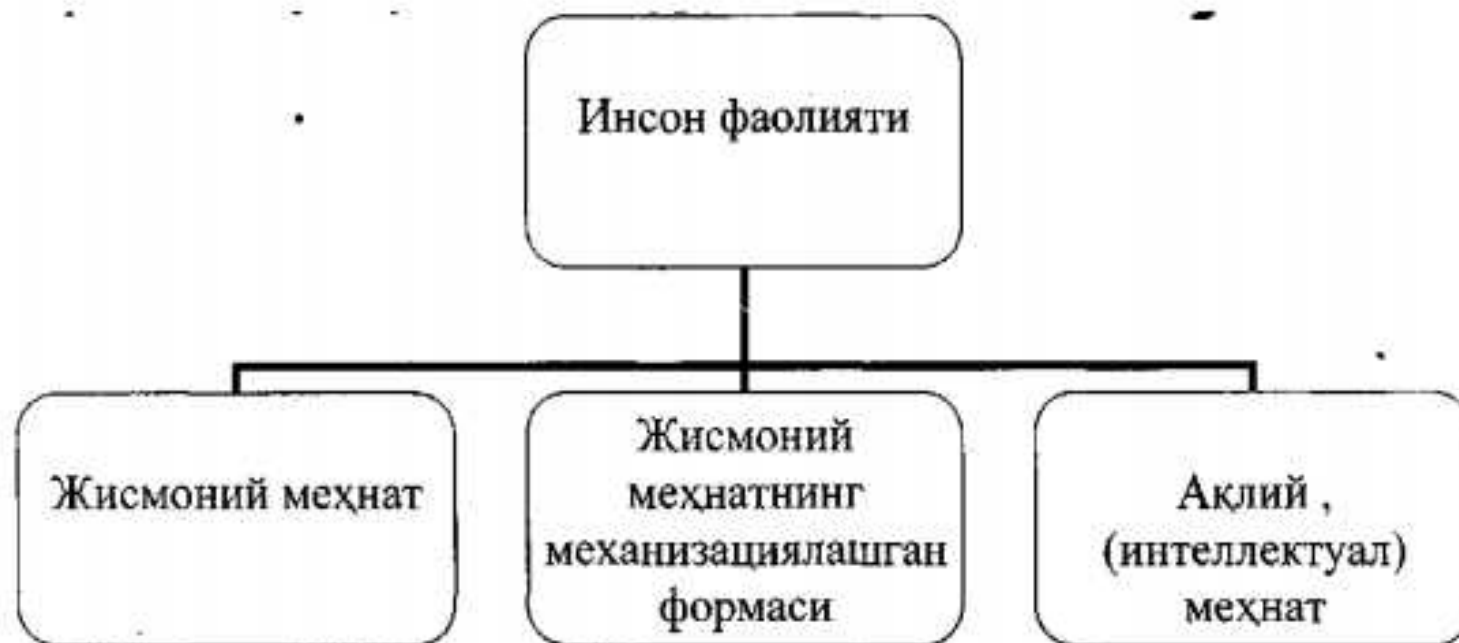 Инсон фаолияти
Жисмоний меҳнат
Жисмоний
меҳнатнинг
механизациялашган
формаси
Ақлий ,
(интеллектуал)
меҳнат